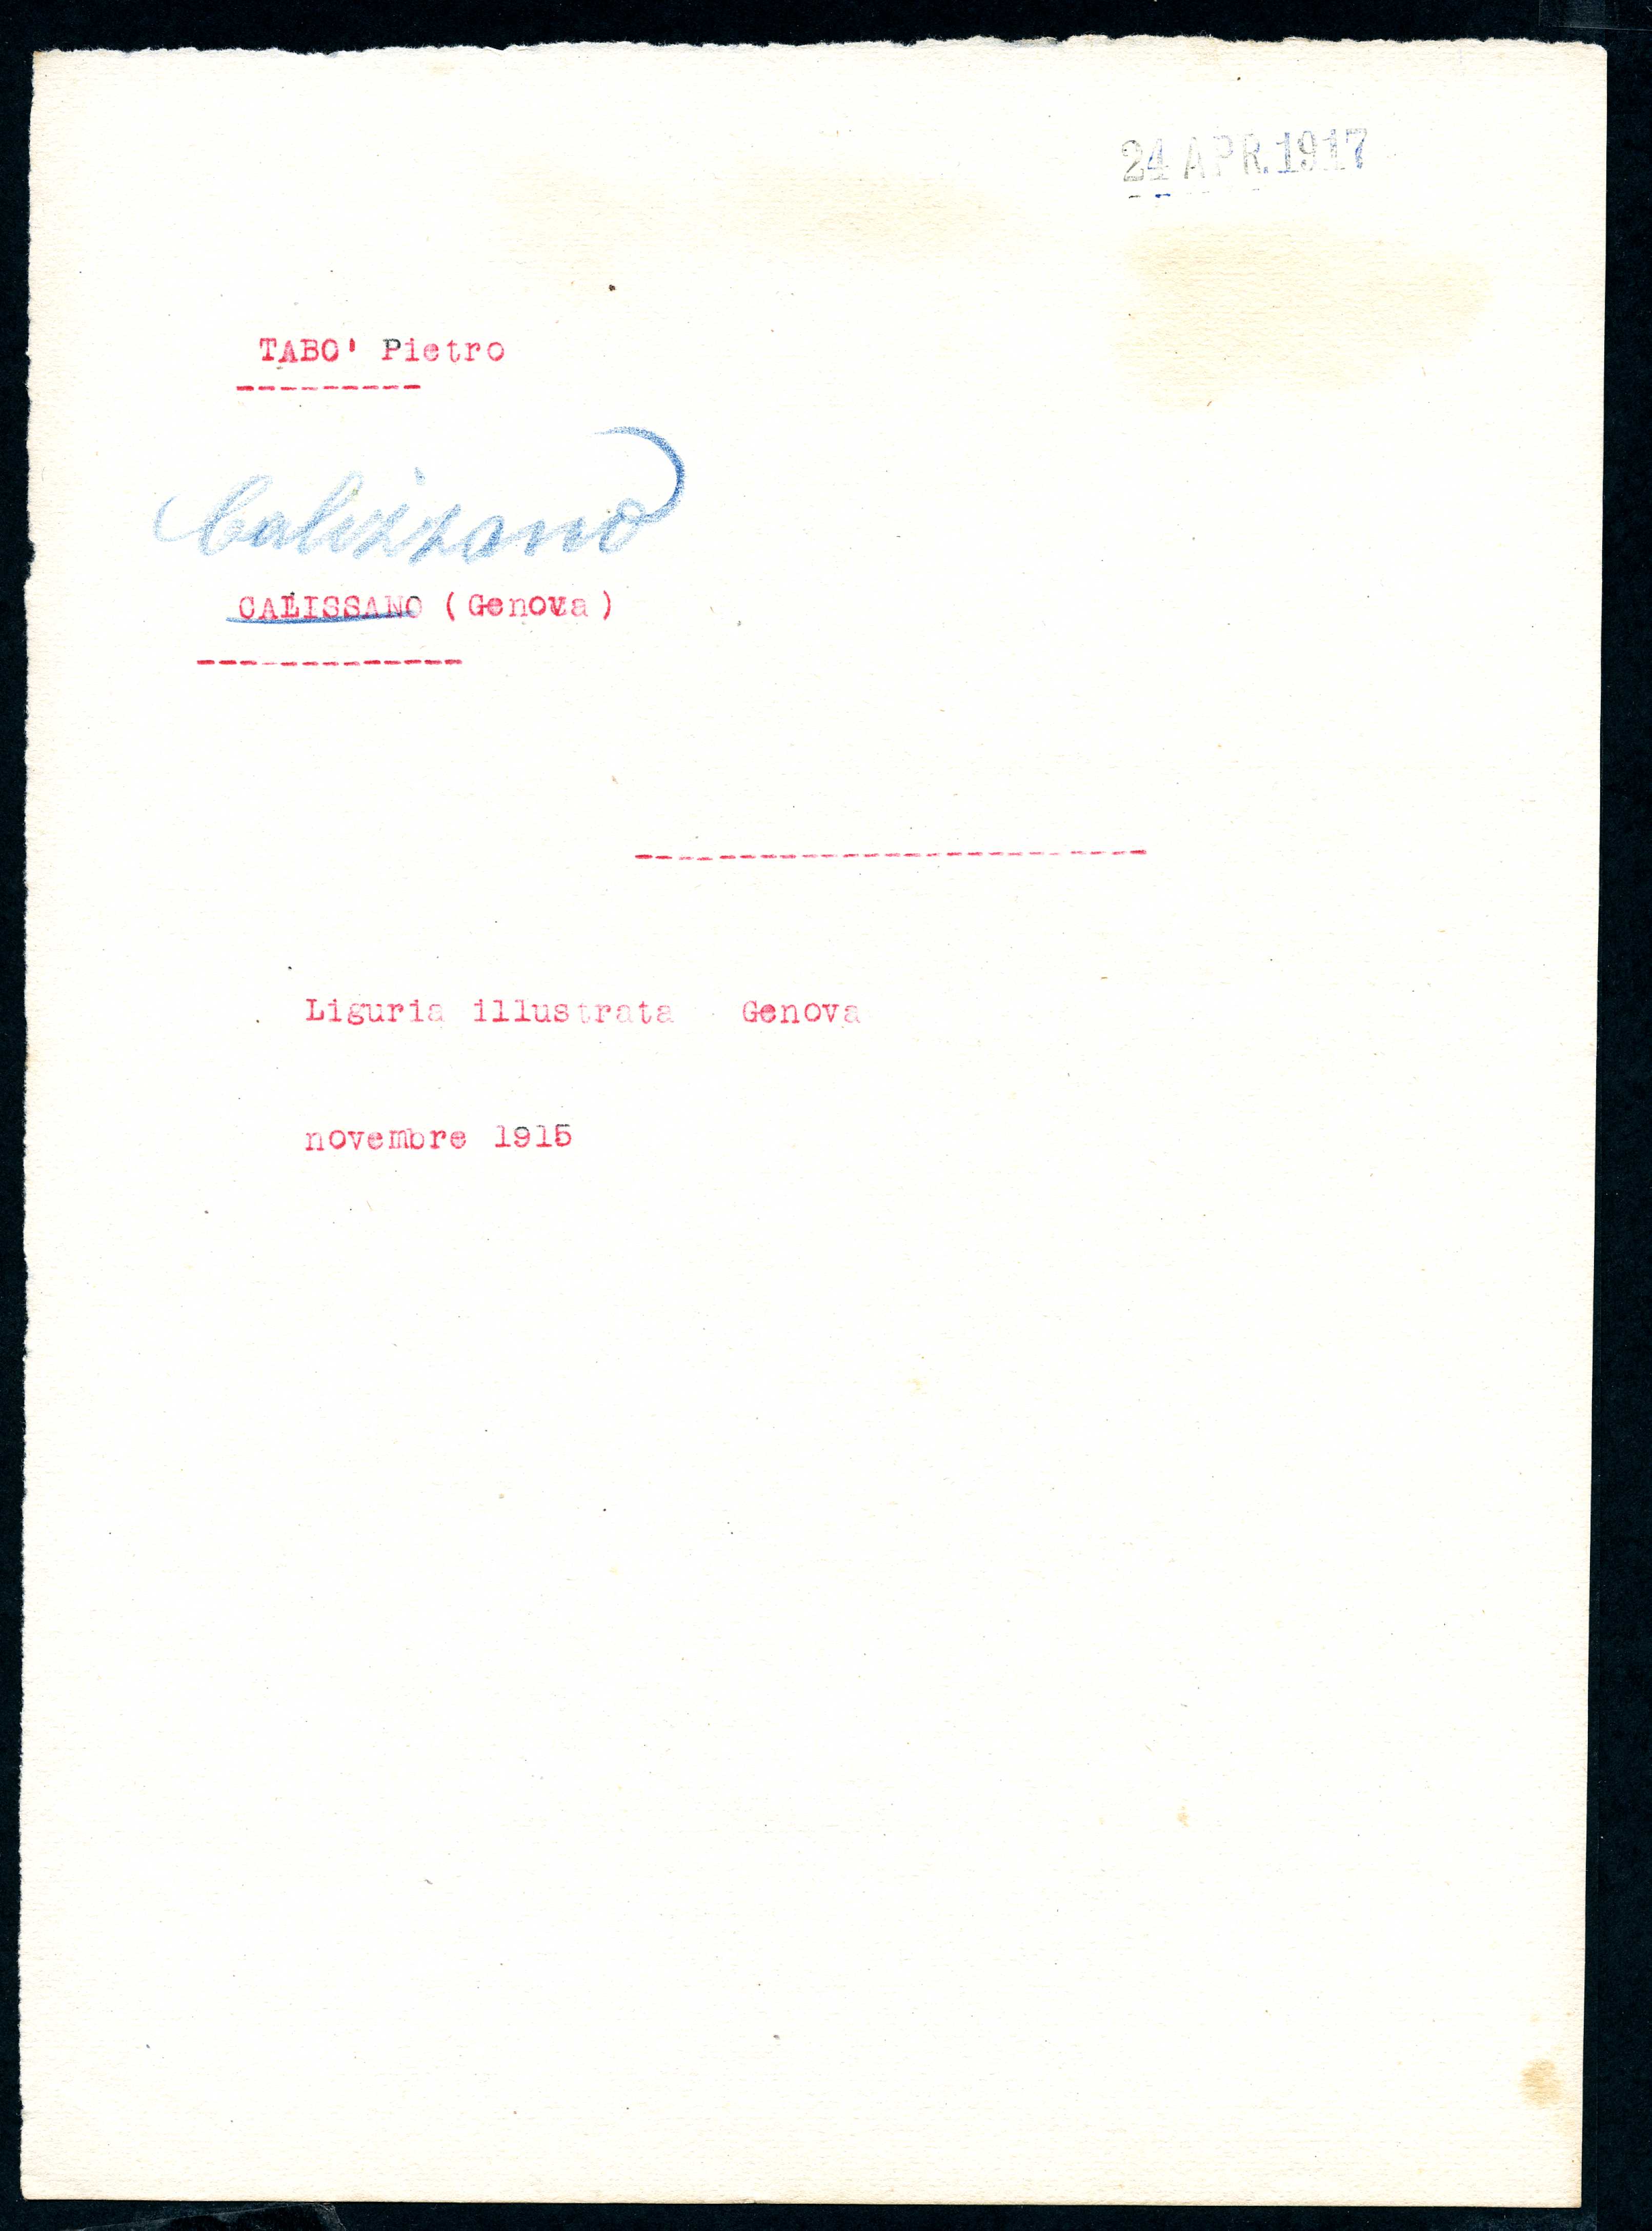 24 APR. 1917
TABO' Pietro
Calizzano
CALISSANO (Genova)
Liguria illustrata Genova
novembre 1915